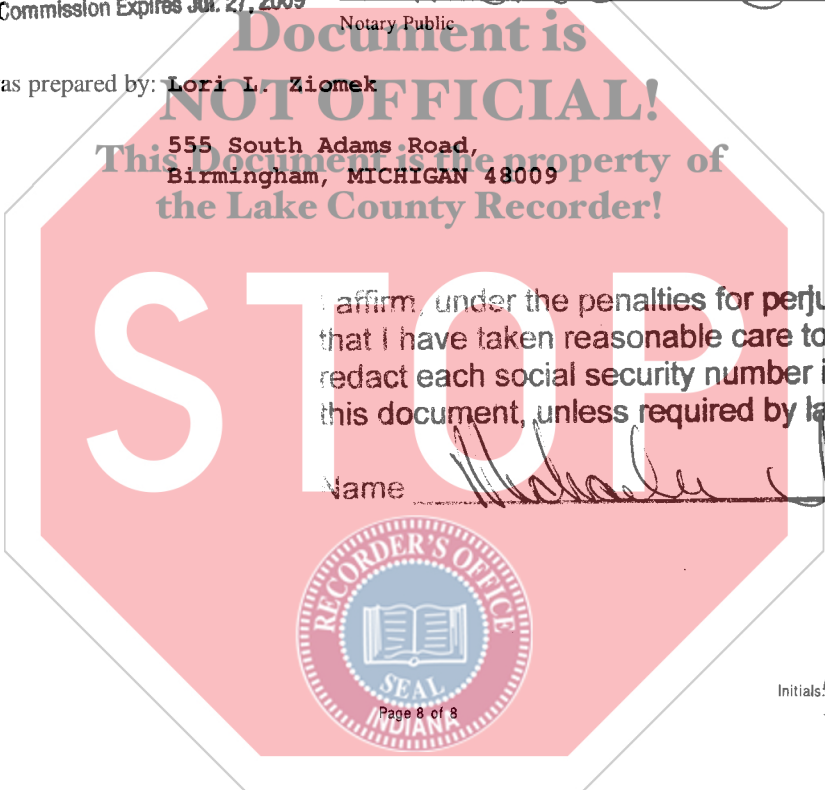 Commission Expires Jul. 27, 2009
Notary Public
Document is
NOT OFFICIAL!
This Document is the property of
the Lake County Recorder!
as prepared by: Lori L. Ziomek
555 South Adams Road,
Birmingham, MICHIGAN 48009
STOP
I affirm, under the penalties for perju
that I have taken reasonable care to
redact each social security number i
this document, unless required by la
Name
RECORDER'S OFFICE
SEAL
INDIANA
Page 8 of 8
Initials: